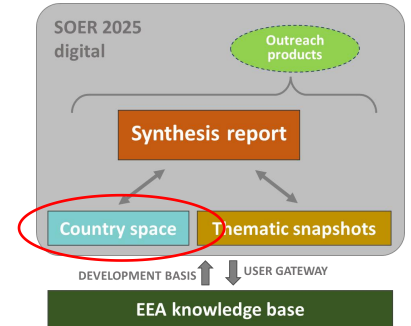 SOER 2025
digital
Outreach
products
Synthesis report
Country space
Thematic snapshots
DEVELOPMENT BASIS
USER GATEWAY
EEA knowledge base